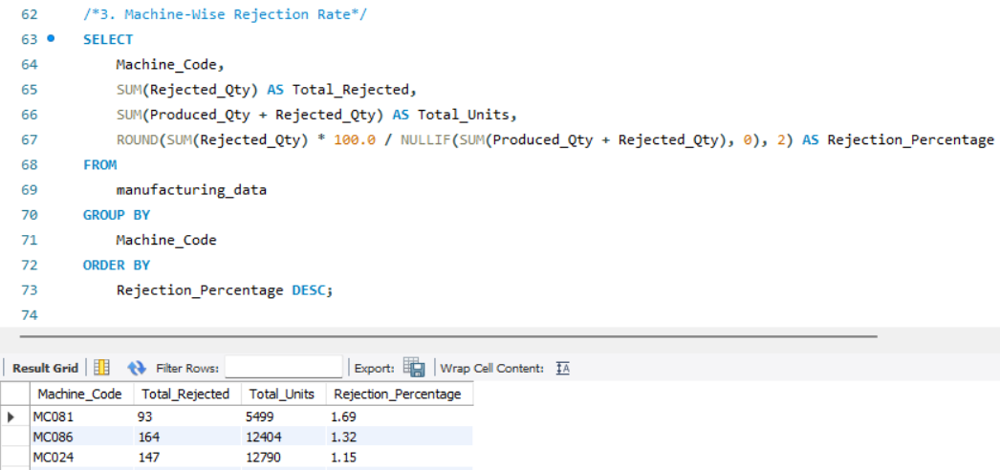 62 /*3. Machine-Wise Rejection Rate*/
63 SELECT
64 Machine_Code,
65 SUM(Rejected_Qty) AS Total_Rejected,
66 SUM(Produced_Qty + Rejected_Qty) AS Total_Units,
67 ROUND(SUM(Rejected_Qty) * 100.0 / NULLIF(SUM(Produced_Qty + Rejected_Qty), 0), 2) AS Rejection_Percentage
68 FROM
69 manufacturing_data
70 GROUP BY
71 Machine_Code
72 ORDER BY
73 Rejection_Percentage DESC;
74
Result Grid Filter Rows: Export: Wrap Cell Content: IA
Machine_Code Total_Rejected Total_Units Rejection_Percentage
MC081 93 5499 1.69
MC086 164 12404 1.32
MC024 147 12790 1.15